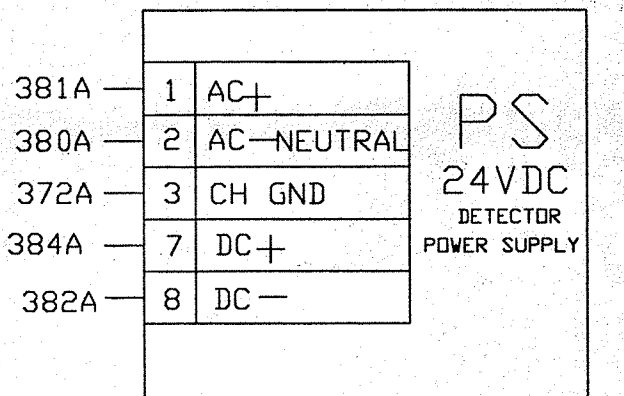 381A 1 AC+
380A 2 AC-NEUTRAL
372A 3 CH GND
384A 7 DC+
382A 8 DC-
PS
24VDC
DETECTOR
POWER SUPPLY